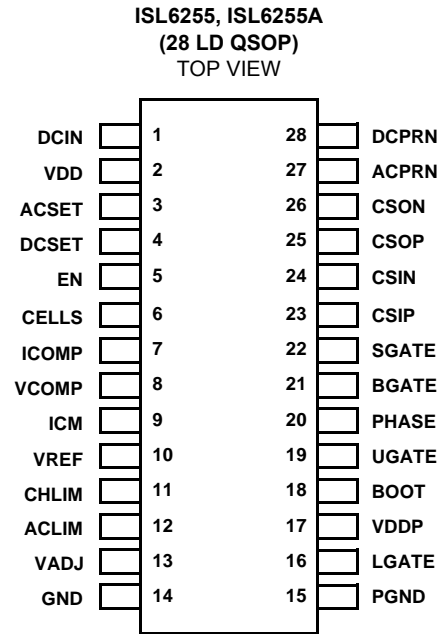 ISL6255, ISL6255A
(28 LD QSOP)
TOP VIEW
DCIN 1 28 DCPRN
VDD 2 27 ACPRN
ACSET 3 26 CSON
DCSET 4 25 CSOP
EN 5 24 CSIN
CELLS 6 23 CSIP
ICOMP 7 22 SGATE
VCOMP 8 21 BGATE
ICM 9 20 PHASE
VREF 10 19 UGATE
CHLIM 11 18 BOOT
ACLIM 12 17 VDDP
VADJ 13 16 LGATE
GND 14 15 PGND